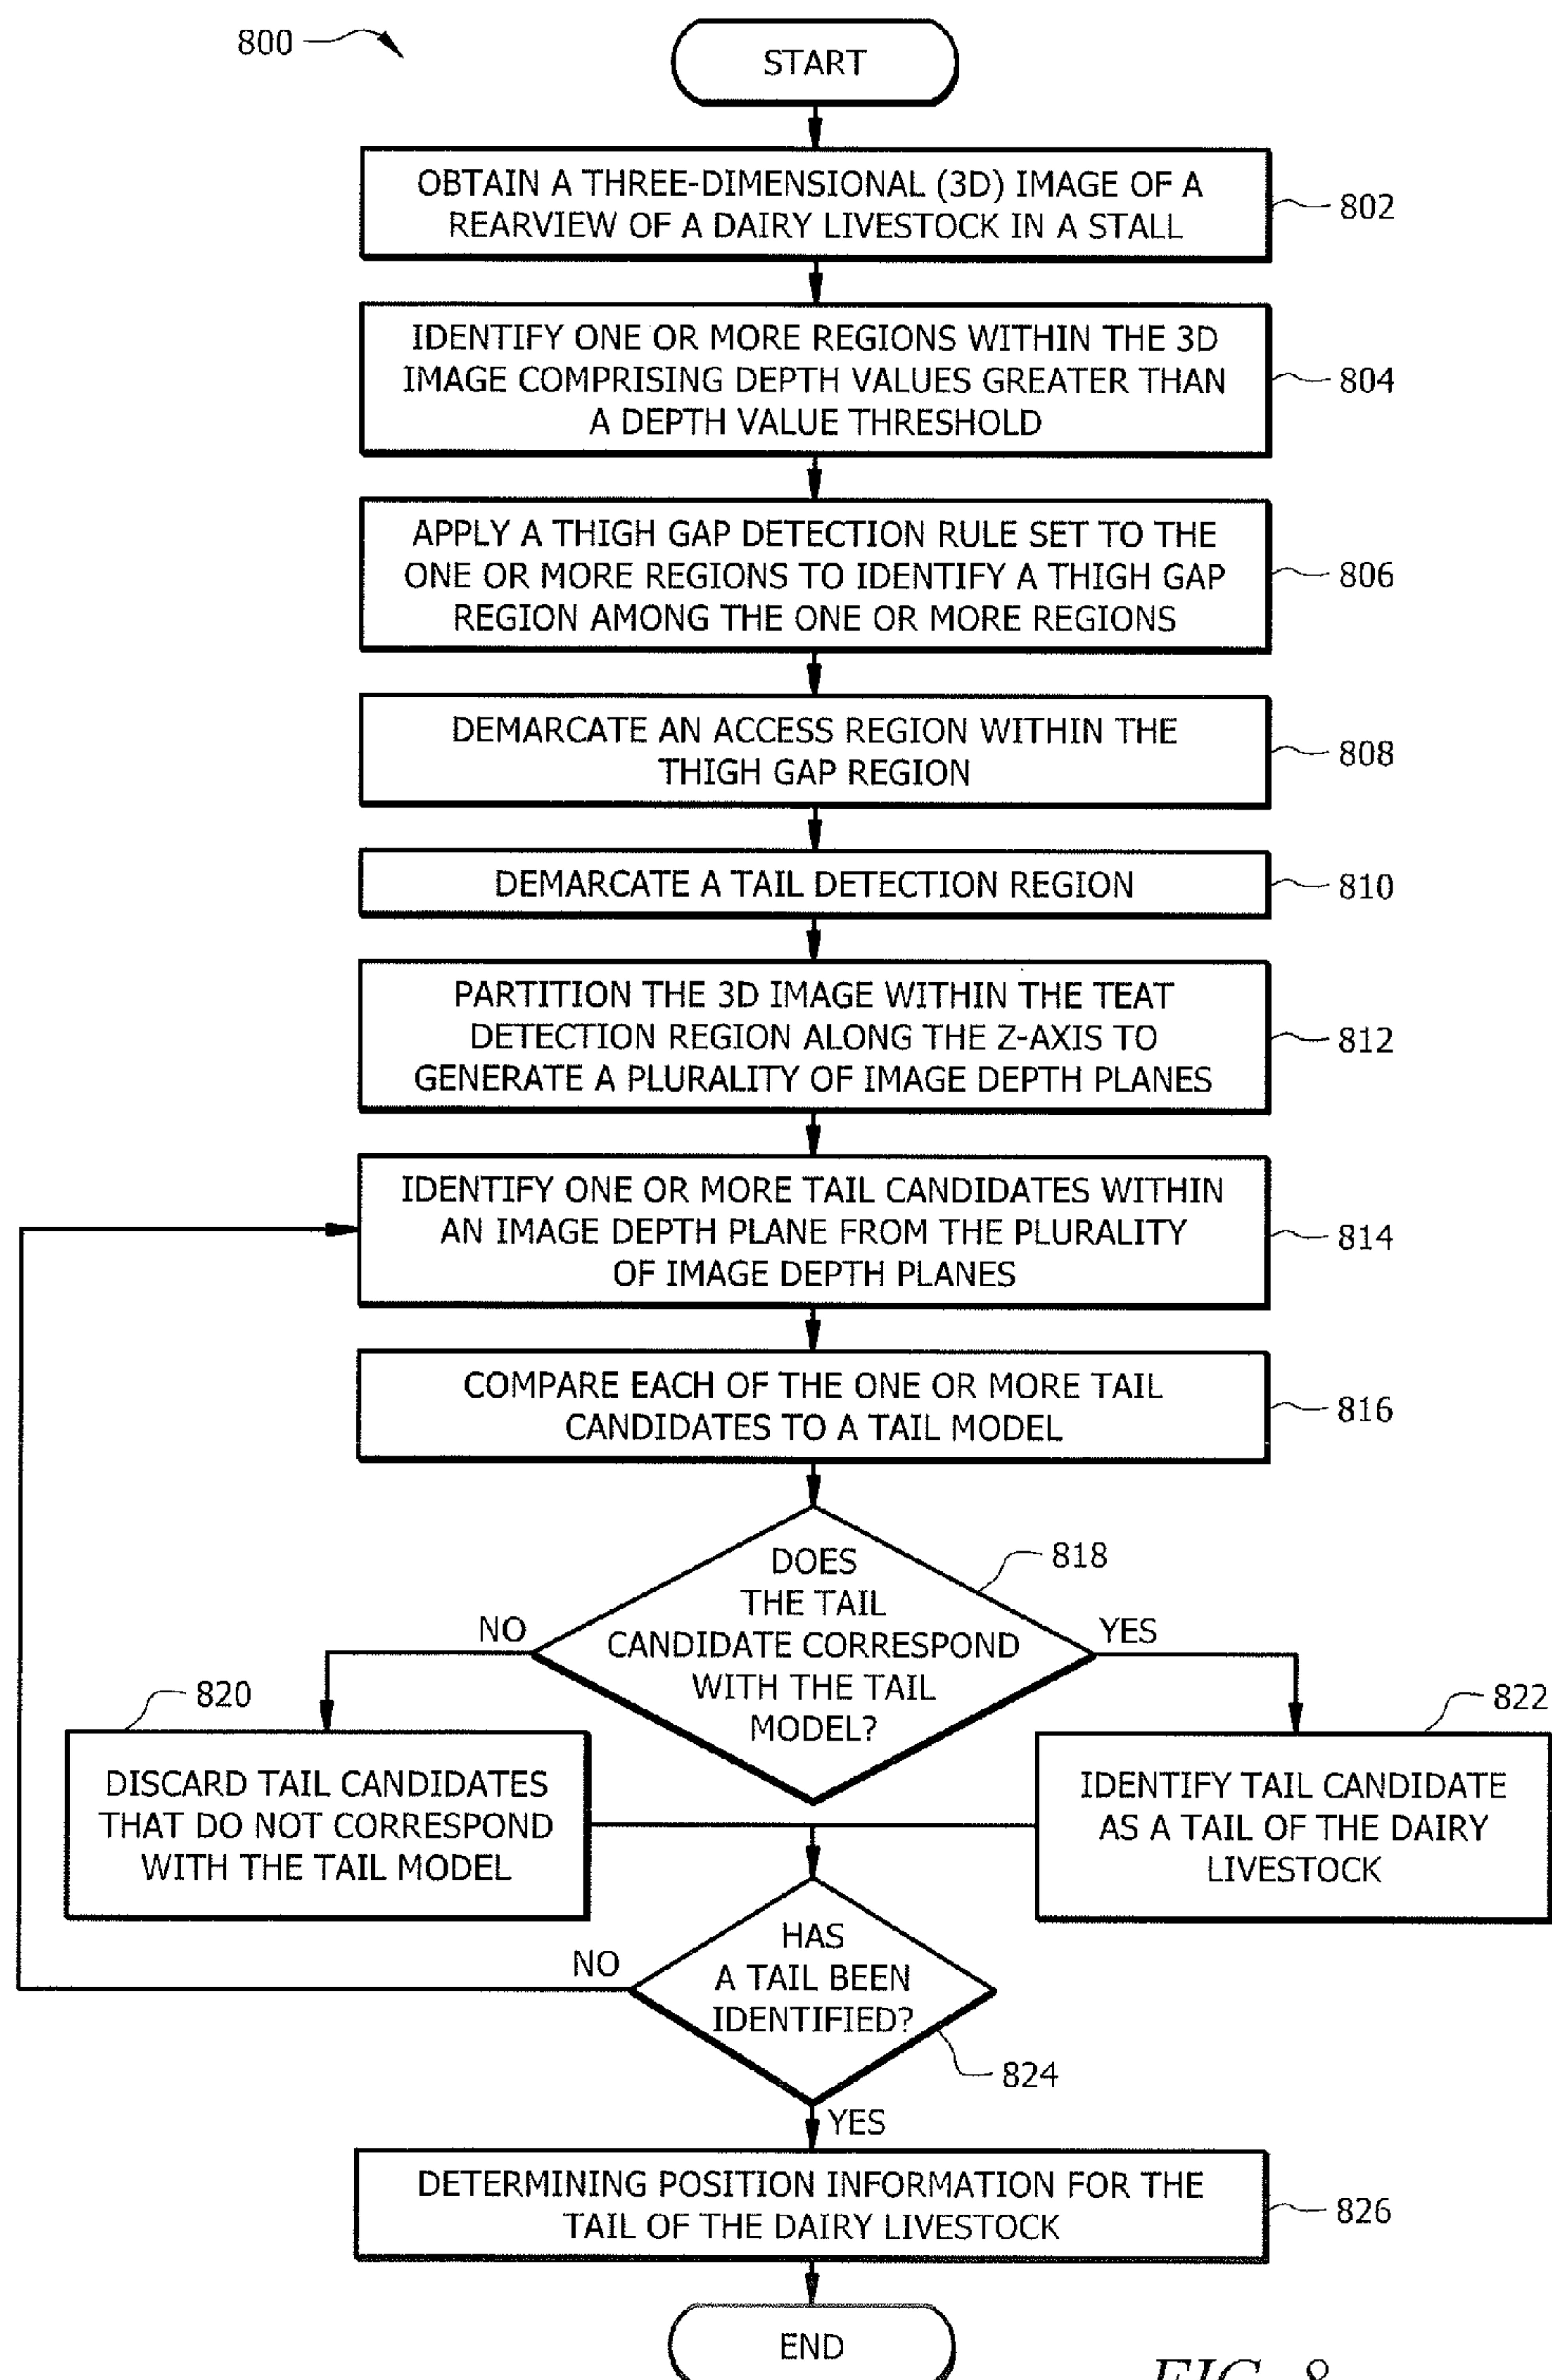 800
START
OBTAIN A THREE-DIMENSIONAL (3D) IMAGE OF A
REARVIEW OF A DAIRY LIVESTOCK IN A STALL
802
IDENTIFY ONE OR MORE REGIONS WITHIN THE 3D
IMAGE COMPRISING DEPTH VALUES GREATER THAN
A DEPTH VALUE THRESHOLD
804
APPLY A THIGH GAP DETECTION RULE SET TO THE
ONE OR MORE REGIONS TO IDENTIFY A THIGH GAP
REGION AMONG THE ONE OR MORE REGIONS
806
DEMARCATE AN ACCESS REGION WITHIN THE
THIGH GAP REGION
808
DEMARCATE A TAIL DETECTION REGION
810
PARTITION THE 3D IMAGE WITHIN THE TEAT
DETECTION REGION ALONG THE Z-AXIS TO
GENERATE A PLURALITY OF IMAGE DEPTH PLANES
812
IDENTIFY ONE OR MORE TAIL CANDIDATES WITHIN
AN IMAGE DEPTH PLANE FROM THE PLURALITY
OF IMAGE DEPTH PLANES
814
COMPARE EACH OF THE ONE OR MORE TAIL
CANDIDATES TO A TAIL MODEL
816
DOES
THE TAIL
CANDIDATE CORRESPOND
WITH THE TAIL
MODEL?
818
NO
YES
820
DISCARD TAIL CANDIDATES
THAT DO NOT CORRESPOND
WITH THE TAIL MODEL
822
IDENTIFY TAIL CANDIDATE
AS A TAIL OF THE DAIRY
LIVESTOCK
HAS
A TAIL BEEN
IDENTIFIED?
NO
824
YES
DETERMINING POSITION INFORMATION FOR THE
TAIL OF THE DAIRY LIVESTOCK
826
END
FIG. 8